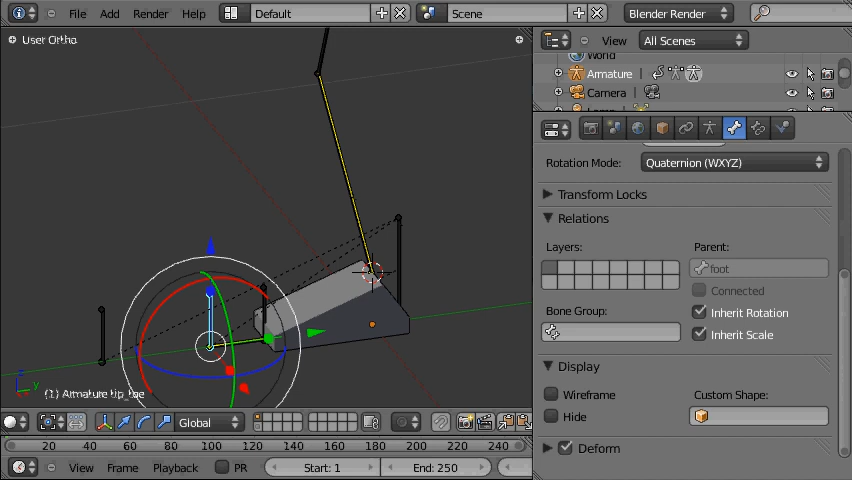 File Add Render Help Default Scene Blender Render
User Ortho
View All Scenes
World
Armature
Camera
Rotation Mode: Quaternion (WXYZ)
Transform Locks
Relations
Layers: Parent:
foot
Connected
Bone Group: Inherit Rotation
Inherit Scale
Display
Wireframe Custom Shape:
Hide
Deform
z
y
(1) Armature
Global
20 40 60 80 100 120 140 160 180 200 220 240
View Frame Playback PR Start: 1 End: 250